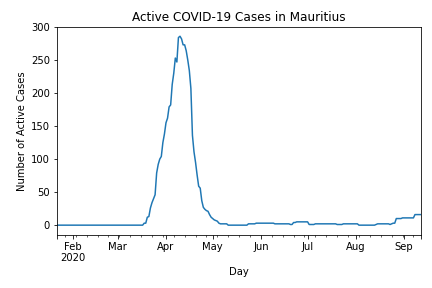 Active COVID-19 Cases in Mauritius
300
250
200
150
100
50
0
Number of Active Cases
Feb Mar Apr May Jun Jul Aug Sep
2020
Day